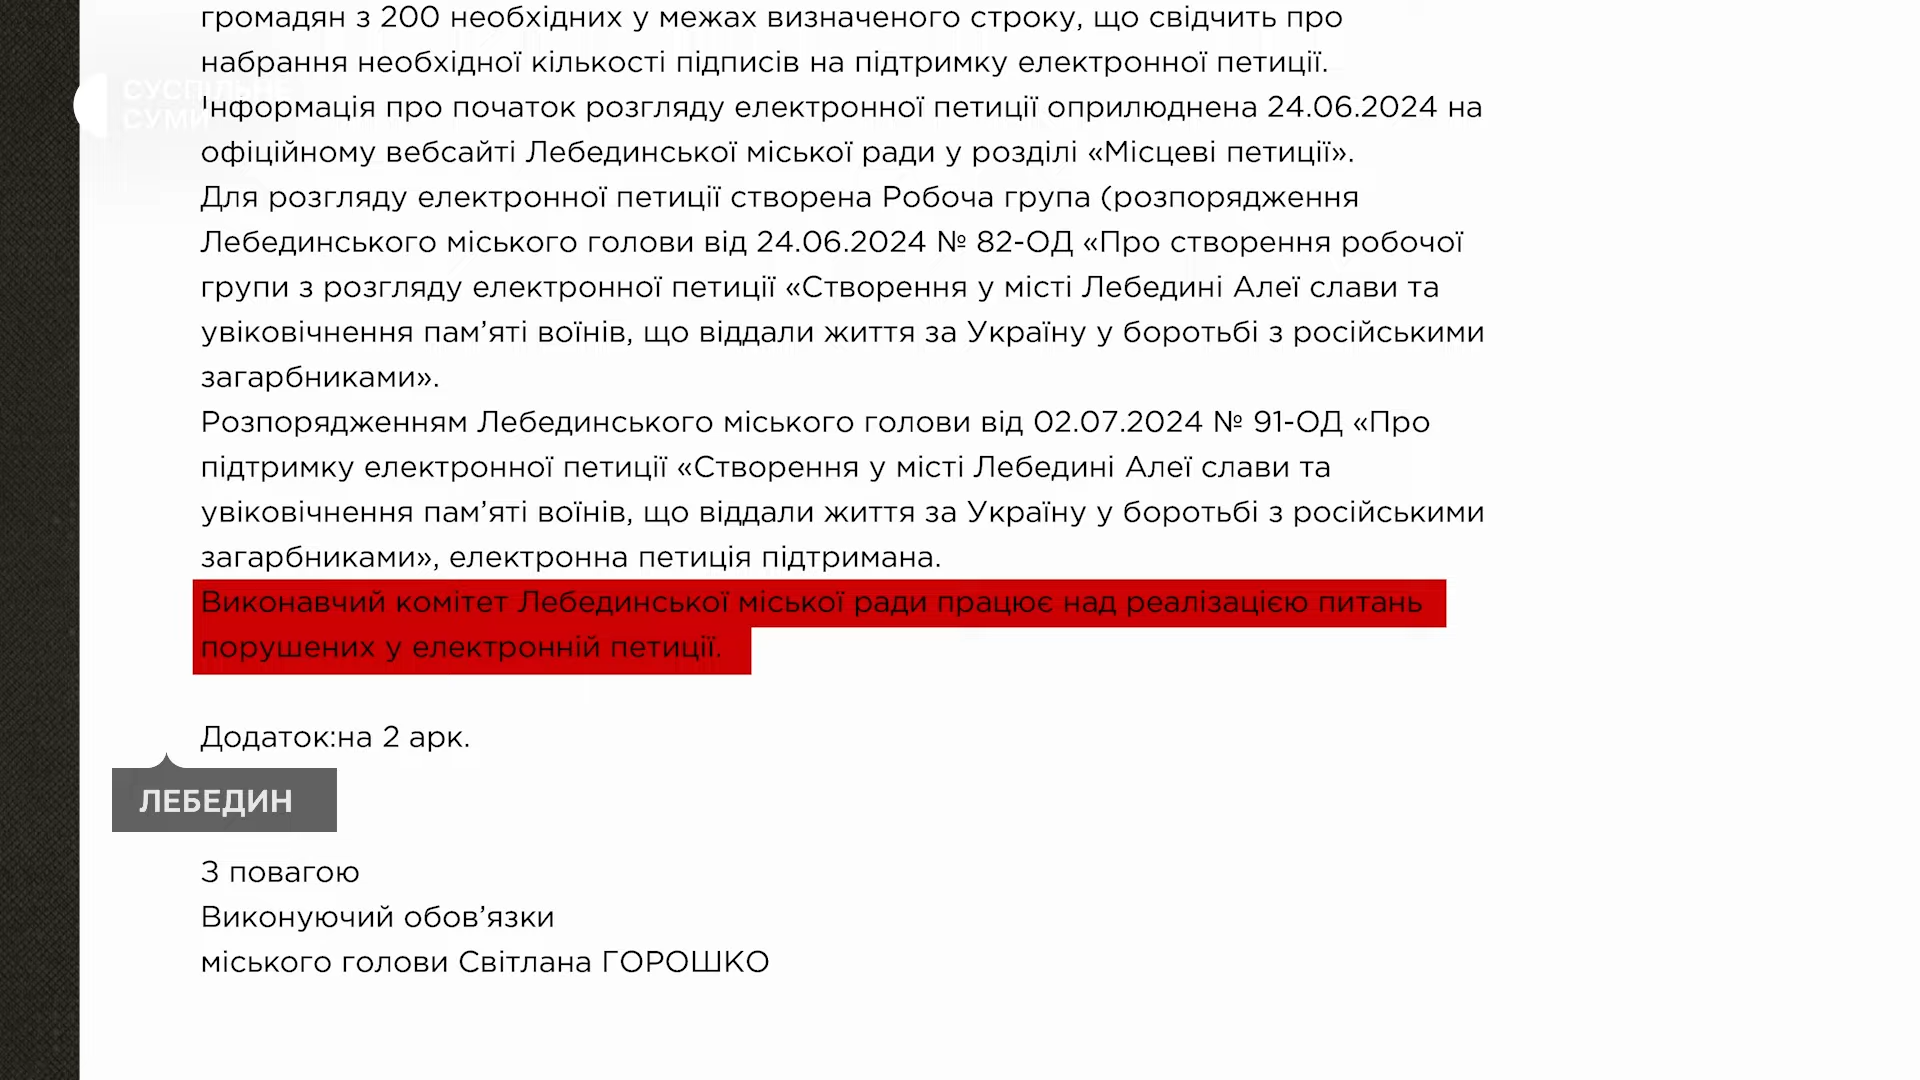 громадян з 200 необхідних у межах визначеного строку, що свідчить про
набрання необхідної кількості підписів на підтримку електронної петиції.
СУСПІЛЬНЕ
СУМИ
Інформація про початок розгляду електронної петиції оприлюднена 24.06.2024 на
офіційному вебсайті Лебединської міської ради у розділі «Місцеві петиції».
Для розгляду електронної петиції створена Робоча група (розпорядження
Лебединського міського голови від 24.06.2024 № 82-ОД «Про створення робочої
групи з розгляду електронної петиції «Створення у місті Лебедині Алеї слави та
увіковічнення пам’яті воїнів, що віддали життя за Україну у боротьбі з російськими
загарбниками».
Розпорядженням Лебединського міського голови від 02.07.2024 № 91-ОД «Про
підтримку електронної петиції «Створення у місті Лебедині Алеї слави та
увіковічнення пам’яті воїнів, що віддали життя за Україну у боротьбі з російськими
загарбниками», електронна петиція підтримана.
Виконавчий комітет Лебединської міської ради працює над реалізацією питань
порушених у електронній петиції.
Додаток:на 2 арк.
ЛЕБЕДИН
З повагою
Виконуючий обов’язки
міського голови Світлана ГОРОШКО